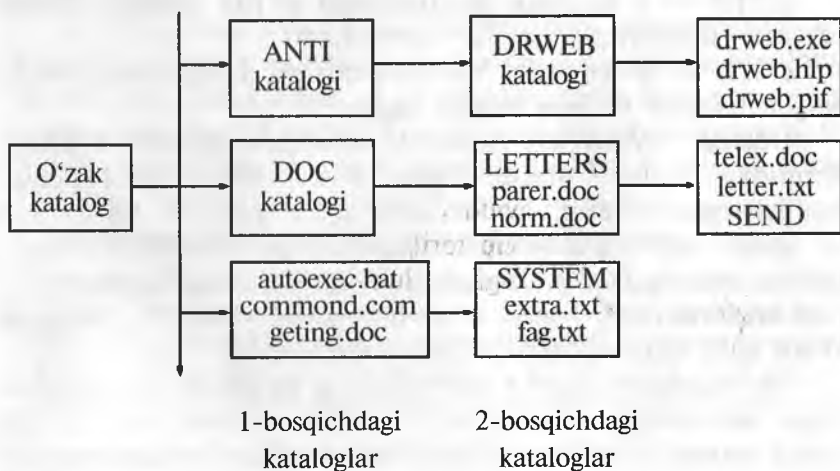 ANTI
katalogi
DRWEB
katalogi
drweb.exe
drweb.hlp
drweb.pif
O‘zak
katalog
DOC
katalogi
LETTERS
parer.doc
norm.doc
telex.doc
letter.txt
SEND
autoexec.bat
commond.com
geting.doc
SYSTEM
extra.txt
fag.txt
1-bosqichdagi
kataloglar
2-bosqichdagi
kataloglar